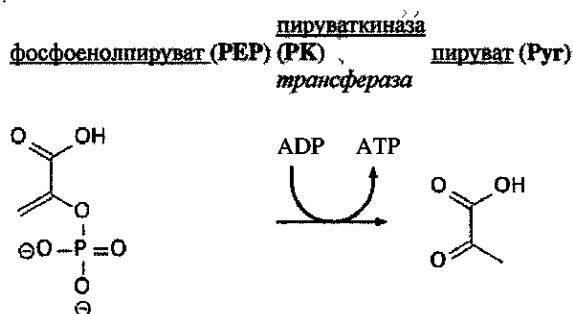 пируваткиназа
фосфоенолпируват (PEP) (PK) пируват (Pyr)
трансфераза
O OH
ADP ATP
O
O OH
⊖O–P=O
O
O
⊖